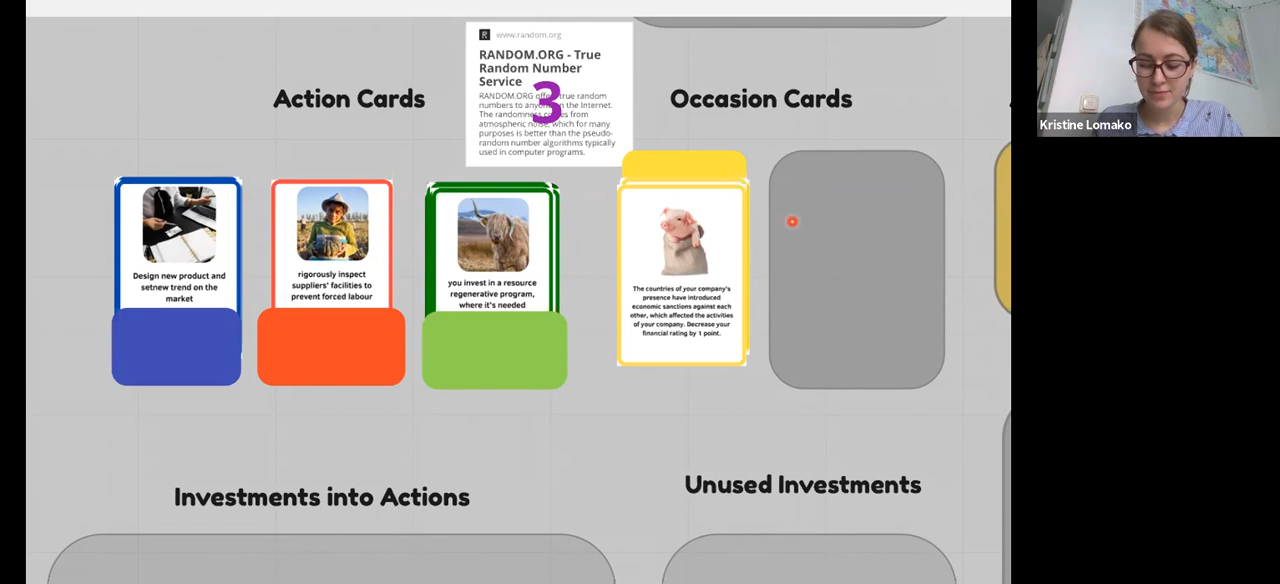 www.random.org
RANDOM.ORG - True
Random Number
Service
RANDOM.ORG offers true random
numbers to anyone on the Internet.
The randomness comes from
atmospheric noise, which for many
purposes is better than the pseudo-
random number algorithms typically
used in computer programs.
3
Action Cards
Occasion Cards
Design new product and
setnew trend on the
market
rigorously inspect
suppliers' facilities to
prevent forced labour
you invest in a resource
regenerative program,
where it's needed
The countries of your company's
presence have introduced
economic sanctions against each
other, which affected the activities
of your company. Decrease your
financial rating by 1 point.
Investments into Actions
Unused Investments
Kristine Lomako